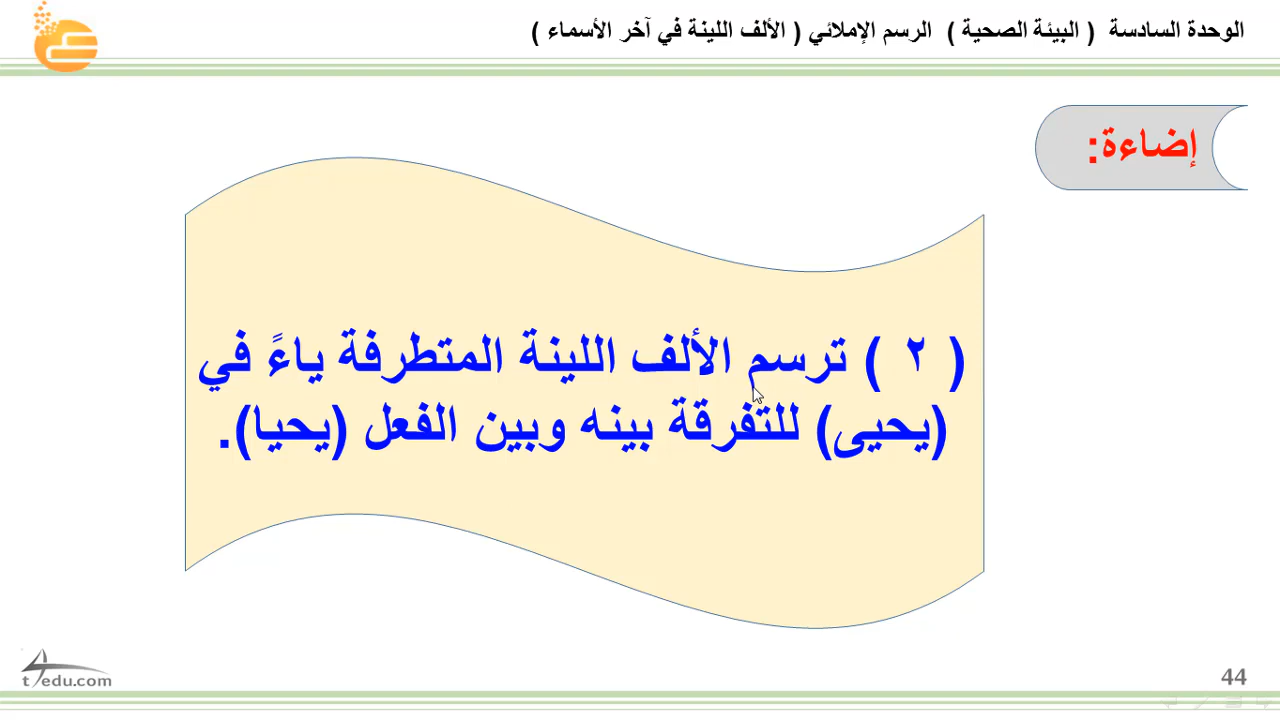 الوحدة السادسة ( البيئة الصحية ) الرسم الإملائي ( الألف اللينة في آخر الأسماء )
إضاءة:
( ٢ ) ترسم الألف اللينة المتطرفة ياءً في
(يحيى) للتفرقة بينه وبين الفعل (يحيا).
t4edu.com
44